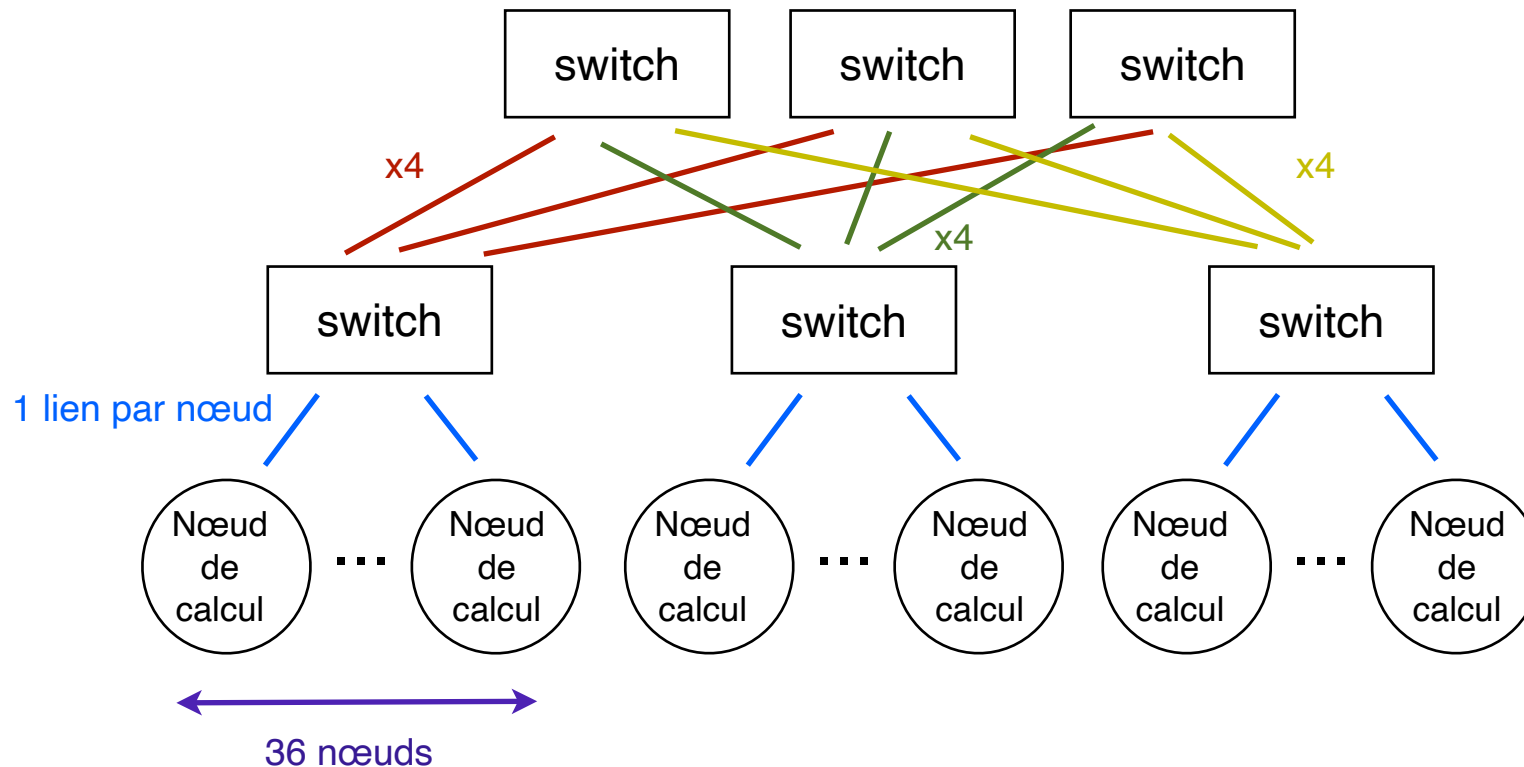 switch
switch
switch
x4
x4
x4
switch
switch
switch
1 lien par nœud
Nœud
de
calcul
...
Nœud
de
calcul
Nœud
de
calcul
...
Nœud
de
calcul
Nœud
de
calcul
...
Nœud
de
calcul
36 nœuds